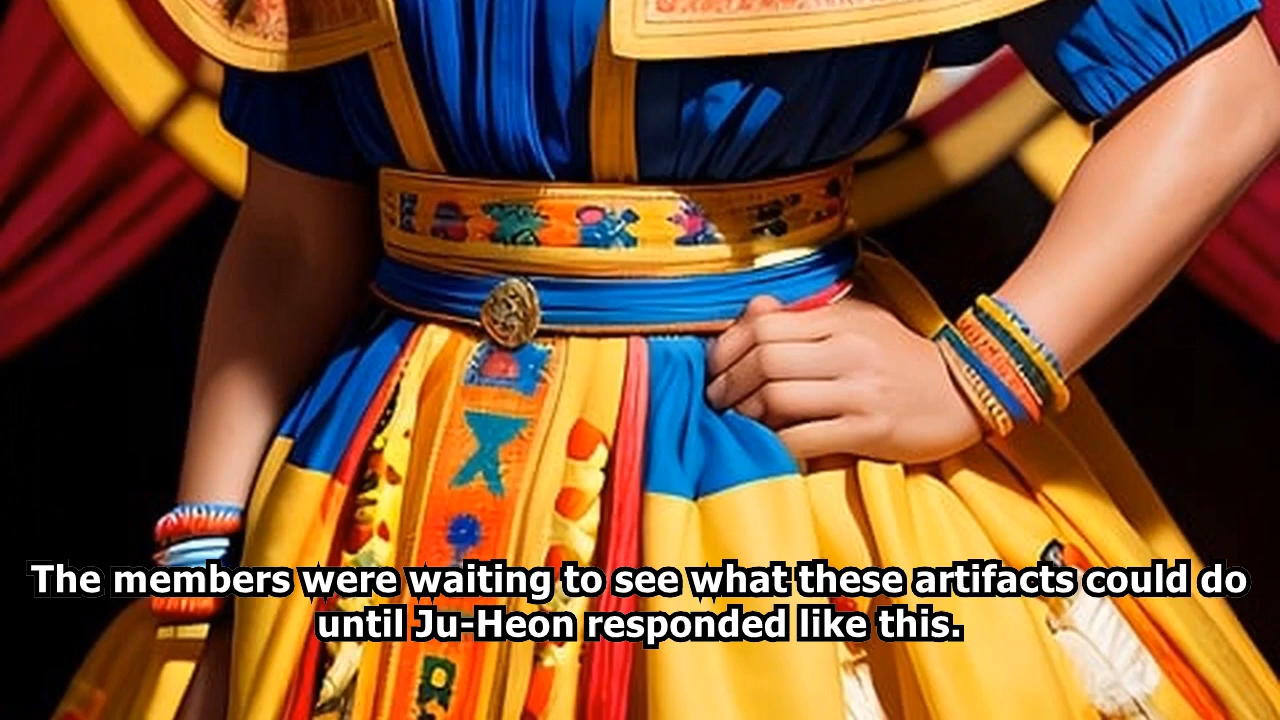 The members were waiting to see what these artifacts could do
until Ju-Heon responded like this.